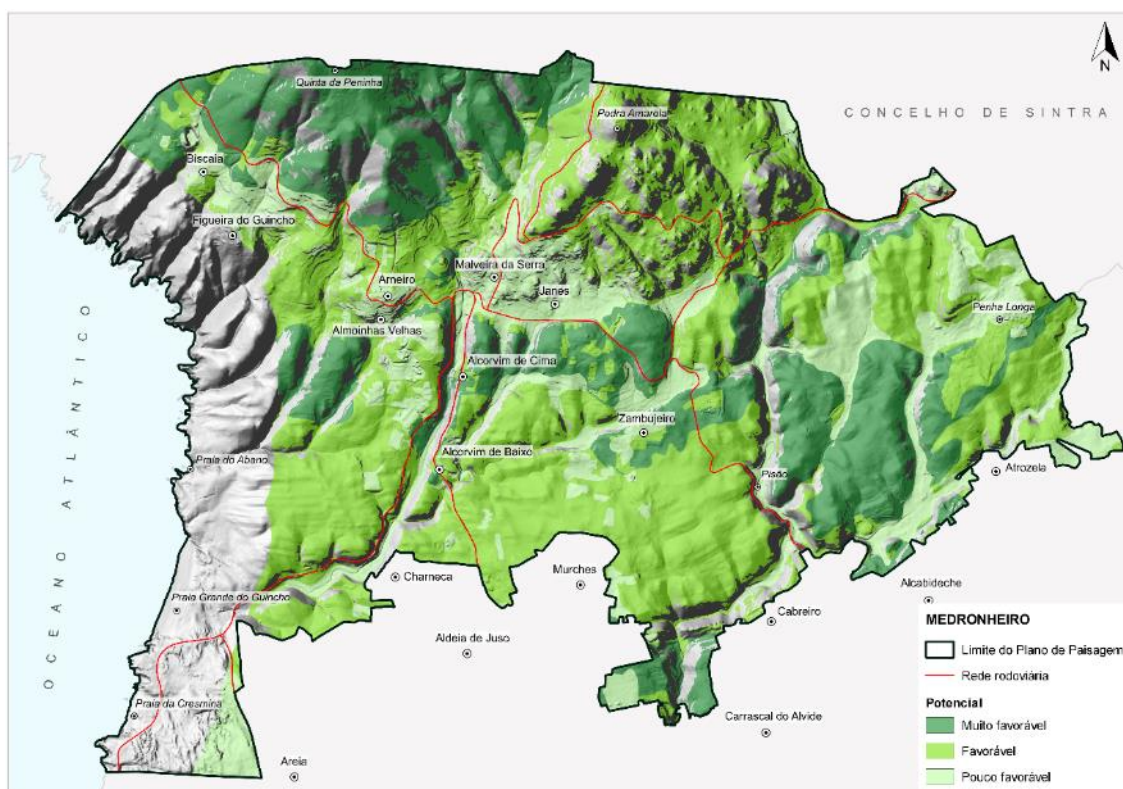 N
CONCELHO DE SINTRA
Quinta da Peninha
Pedra Amarela
Biscaia
Figueira do Guincho
Malveira da Serra
Arneiro
Janes
Penha Longa
Almoinhas Velhas
Alcorvim de Cima
Zambujeiro
Praia do Abano
Alcorvim de Baixo
Atrozela
Pisão
OCEANO ATLÂNTICO
Charneca
Murches
Alcabideche
Praia Grande do Guincho
Cabreiro
Aldeia de Juso
Praia da Cresmina
Carrascal do Alvide
Areia
MEDRONHEIRO
Limite do Plano de Paisagem
Rede rodoviária
Potencial
Muito favorável
Favorável
Pouco favorável